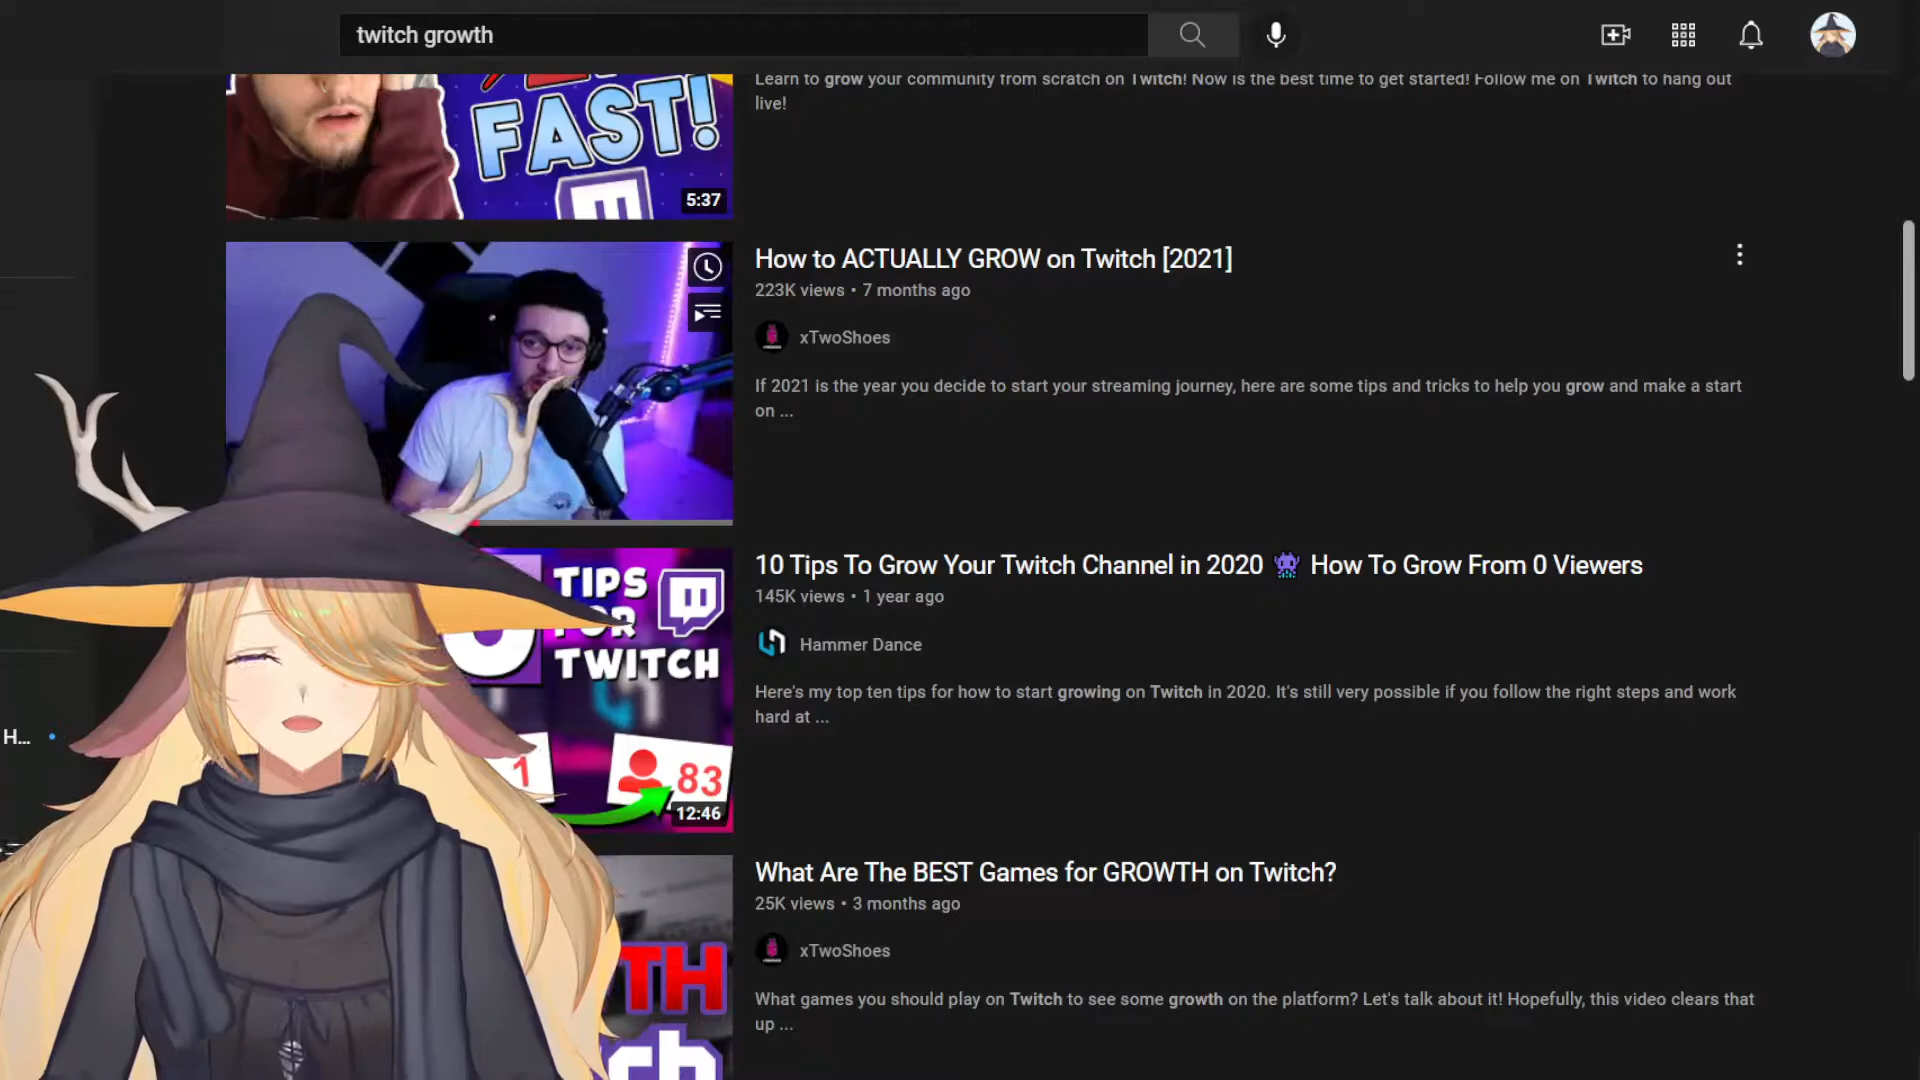 twitch growth
Learn to grow your community from scratch on Twitch! Now is the best time to get started! Follow me on Twitch to hang out
live!
FAST!
5:37
How to ACTUALLY GROW on Twitch [2021]
223K views • 7 months ago
xTwoShoes
If 2021 is the year you decide to start your streaming journey, here are some tips and tricks to help you grow and make a start
on ...
10 Tips To Grow Your Twitch Channel in 2020 👾 How To Grow From 0 Viewers
145K views • 1 year ago
Hammer Dance
Here's my top ten tips for how to start growing on Twitch in 2020. It's still very possible if you follow the right steps and work
hard at ...
TIPS
FOR
TWITCH
1
83
12:46
H...
What Are The BEST Games for GROWTH on Twitch?
25K views • 3 months ago
xTwoShoes
What games you should play on Twitch to see some growth on the platform? Let's talk about it! Hopefully, this video clears that
up ...
TH
ch